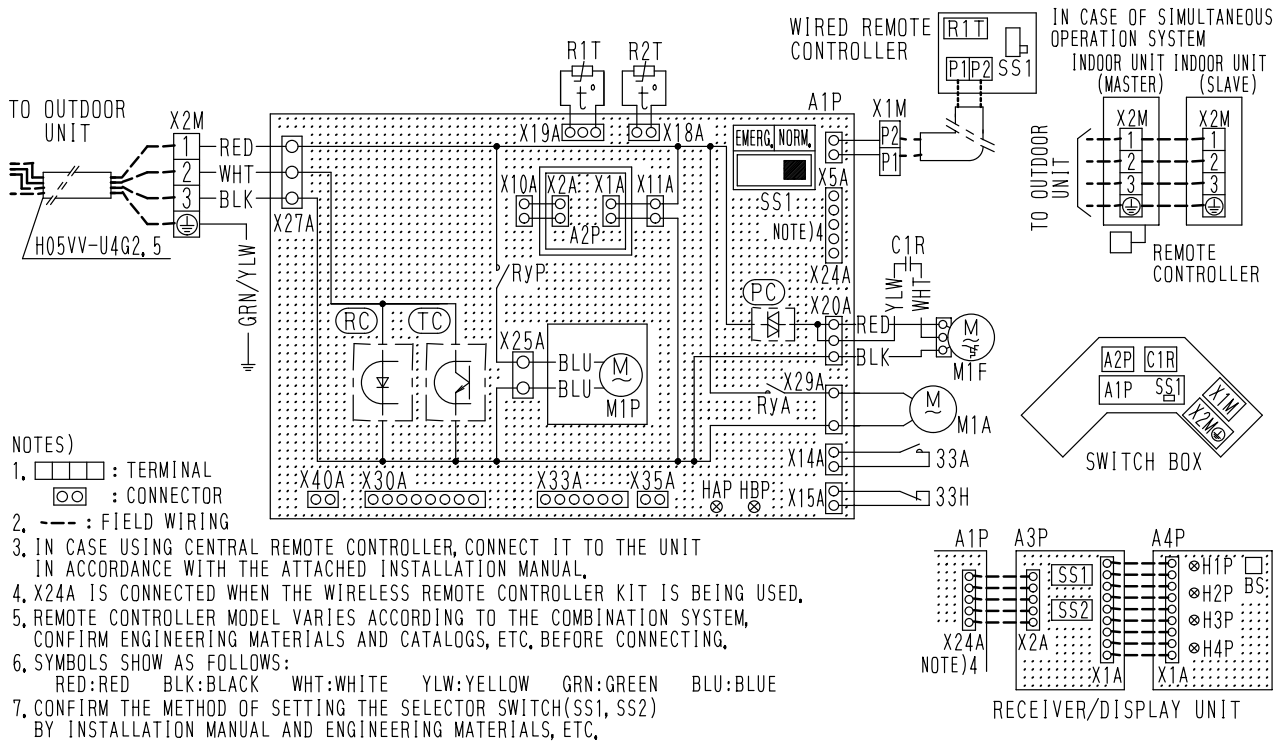 TO OUTDOOR
UNIT
X2M
1
RED
2
WHT
3
BLK
X27A
H05VV-U4G2,5
GRN/YLW
R1T
R2T
t°
t°
X19A
X18A
A1P
X10A
X2A
X1A
X11A
A2P
EMERG.
NORM.
SS1
RyP
RC
TC
X25A
BLU
BLU
M
~
M1P
X40A
X30A
X33A
X35A
HAP
HBP
PC
X5A
NOTE)4
X24A
X20A
RED
BLK
YLW
WHT
C1R
M
~
M1F
X29A
RyA
M
~
M1A
X14A
33A
X15A
33H
X1M
P2
P1
WIRED REMOTE
CONTROLLER
R1T
P1
P2
SS1
IN CASE OF SIMULTANEOUS
OPERATION SYSTEM
INDOOR UNIT
(MASTER)
INDOOR UNIT
(SLAVE)
X2M
X2M
1
1
2
2
3
3
TO OUTDOOR
UNIT
REMOTE
CONTROLLER
A2P
C1R
A1P
SS1
X1M
X2M
SWITCH BOX
A1P
A3P
A4P
SS1
SS2
H1P
H2P
H3P
H4P
BS
X24A
NOTE)4
X2A
X1A
X1A
RECEIVER/DISPLAY UNIT
NOTES)
1. : TERMINAL
: CONNECTOR
2. : FIELD WIRING
3. IN CASE USING CENTRAL REMOTE CONTROLLER, CONNECT IT TO THE UNIT
IN ACCORDANCE WITH THE ATTACHED INSTALLATION MANUAL.
4. X24A IS CONNECTED WHEN THE WIRELESS REMOTE CONTROLLER KIT IS BEING USED.
5. REMOTE CONTROLLER MODEL VARIES ACCORDING TO THE COMBINATION SYSTEM,
CONFIRM ENGINEERING MATERIALS AND CATALOGS, ETC. BEFORE CONNECTING.
6. SYMBOLS SHOW AS FOLLOWS:
RED:RED BLK:BLACK WHT:WHITE YLW:YELLOW GRN:GREEN BLU:BLUE
7. CONFIRM THE METHOD OF SETTING THE SELECTOR SWITCH(SS1, SS2)
BY INSTALLATION MANUAL AND ENGINEERING MATERIALS, ETC.